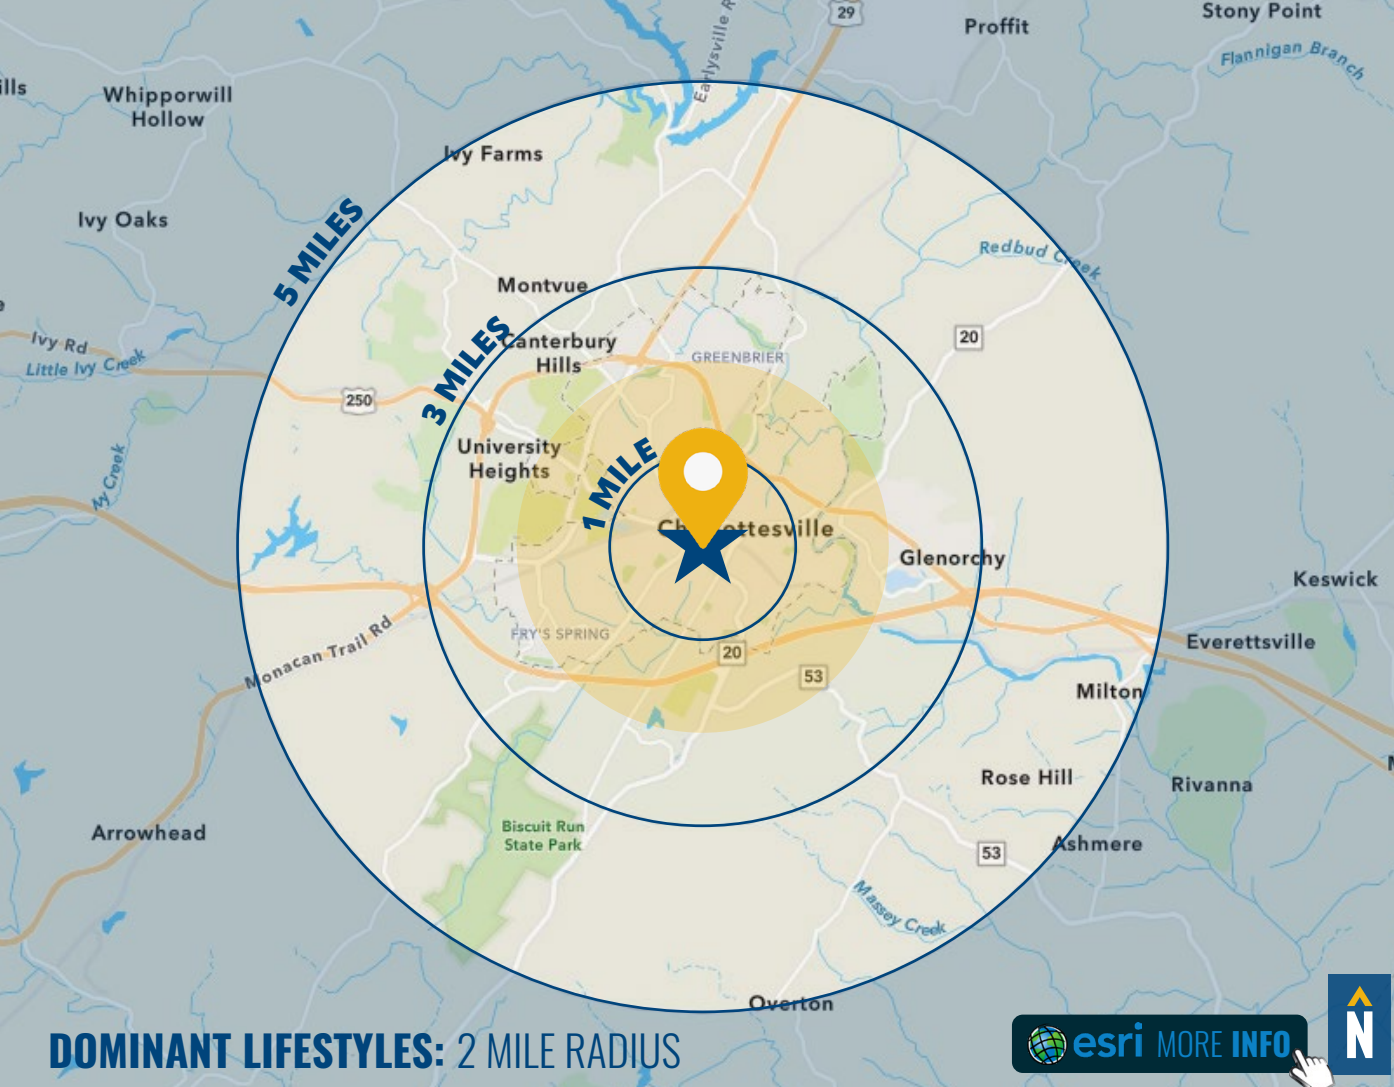 29
Stony Point
Proffit
Earlysville R
Flannigan Branch
ills
Whipporwill
Hollow
Ivy Farms
Ivy Oaks
5 MILES
Redbud Creek
Montvue
e
Ivy Rd
Little Ivy Creek
3 MILES
Canterbury
Hills
GREENBRIER
20
250
University
Heights
1 MILE
Ivy Creek
Ch ottesville
Glenorchy
Keswick
FRY'S SPRING
Monacan Trail Rd
20
53
Everettsville
Milton
Rose Hill
Rivanna
Biscuit Run
State Park
Arrowhead
53
Ashmere
Massey Creek
Overton
DOMINANT LIFESTYLES: 2 MILE RADIUS
esri MORE INFO
N